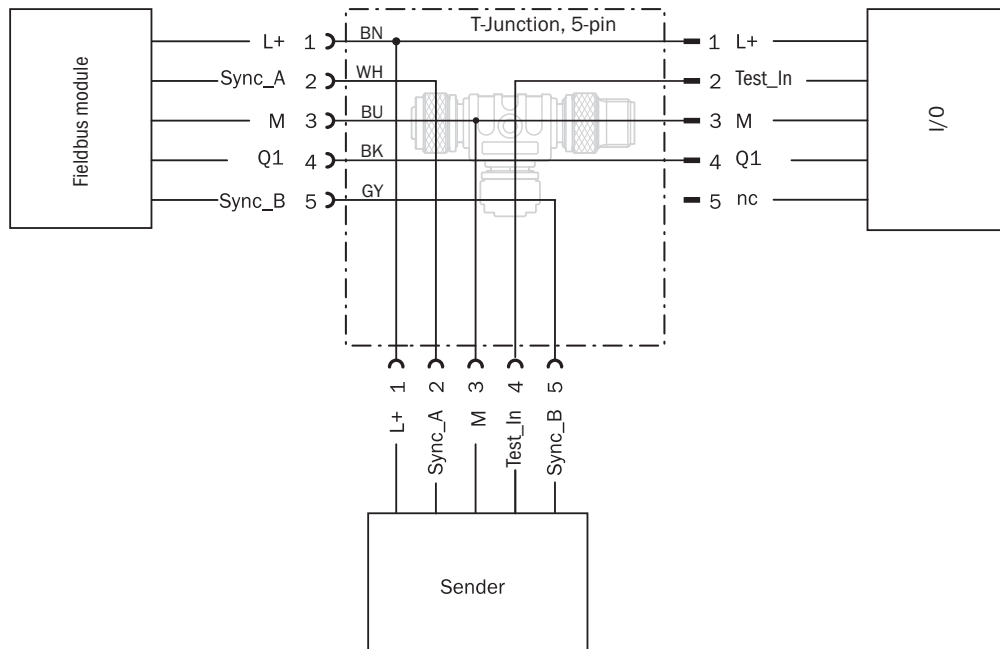 T-Junction, 5-pin
Fieldbus module
L+ 1 BN
Sync_A 2 WH
M 3 BU
Q1 4 BK
Sync_B 5 GY
1 L+
2 Test_In
3 M
4 Q1
5 nc
I/O
1 2 3 4 5
L+ Sync_A M Test_In Sync_B
Sender